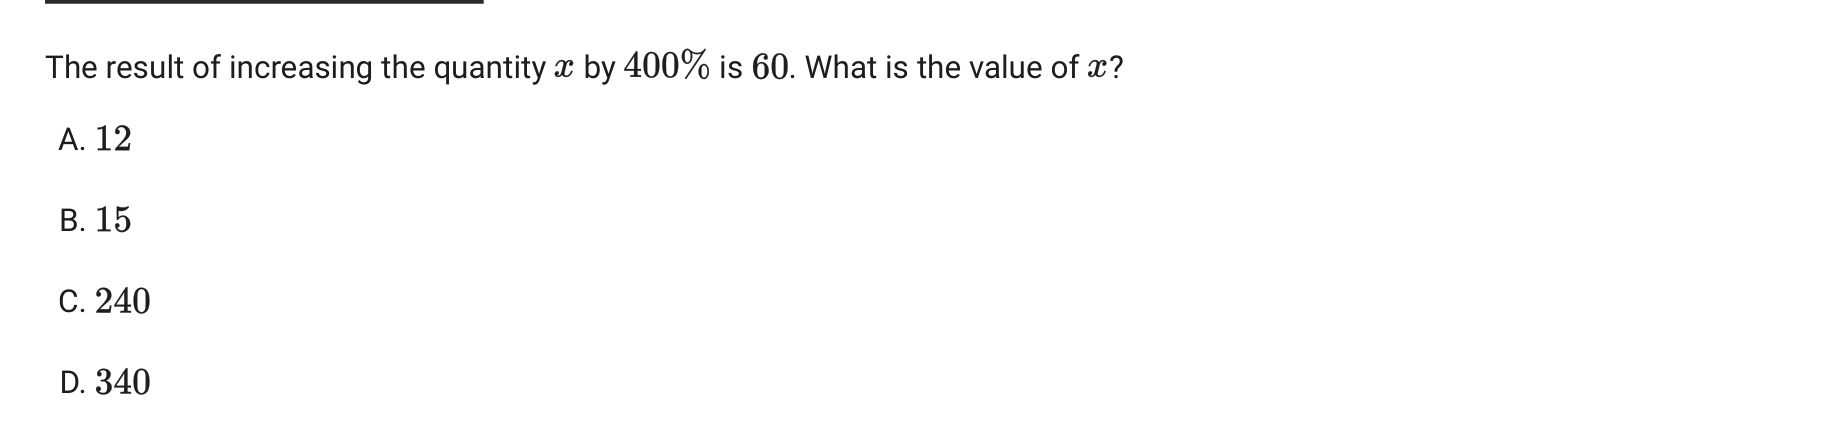 The result of increasing the quantity x by 400% is 60. What is the value of x?
A. 12
B. 15
C. 240
D. 340